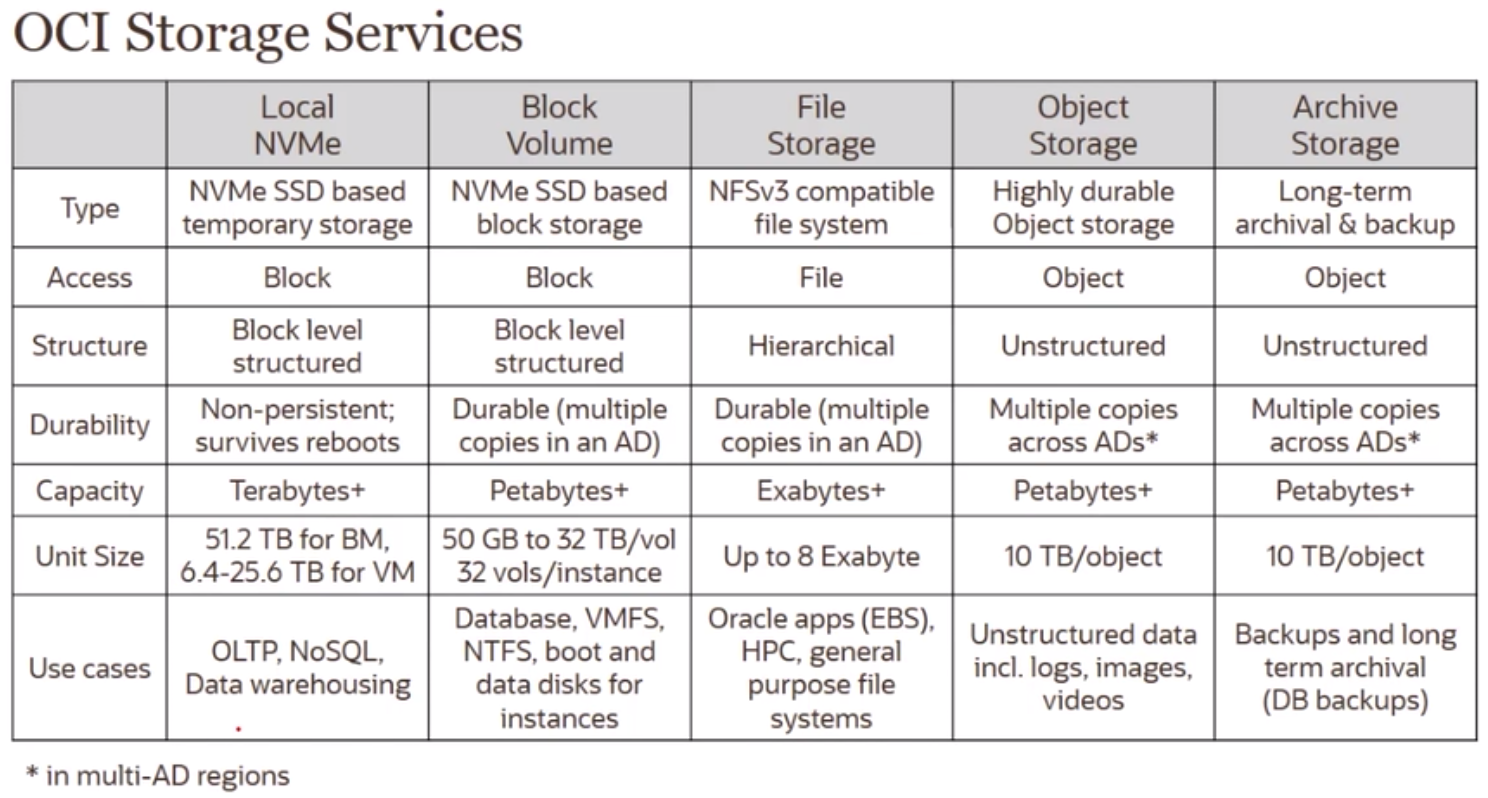 OCI Storage Services
Local
NVMe
Block
Volume
File
Storage
Object
Storage
Archive
Storage
Type
NVMe SSD based
temporary storage
NVMe SSD based
block storage
NFSv3 compatible
file system
Highly durable
Object storage
Long-term
archival & backup
Access
Block
Block
File
Object
Object
Structure
Block level
structured
Block level
structured
Hierarchical
Unstructured
Unstructured
Durability
Non-persistent;
survives reboots
Durable (multiple
copies in an AD)
Durable (multiple
copies in an AD)
Multiple copies
across ADs*
Multiple copies
across ADs*
Capacity
Terabytes+
Petabytes+
Exabytes+
Petabytes+
Petabytes+
Unit Size
51.2 TB for BM,
6.4-25.6 TB for VM
50 GB to 32 TB/vol
32 vols/instance
Up to 8 Exabyte
10 TB/object
10 TB/object
Use cases
OLTP, NoSQL,
Data warehousing
Database, VMFS,
NTFS, boot and
data disks for
instances
Oracle apps (EBS),
HPC, general
purpose file
systems
Unstructured data
incl. logs, images,
videos
Backups and long
term archival
(DB backups)
* in multi-AD regions